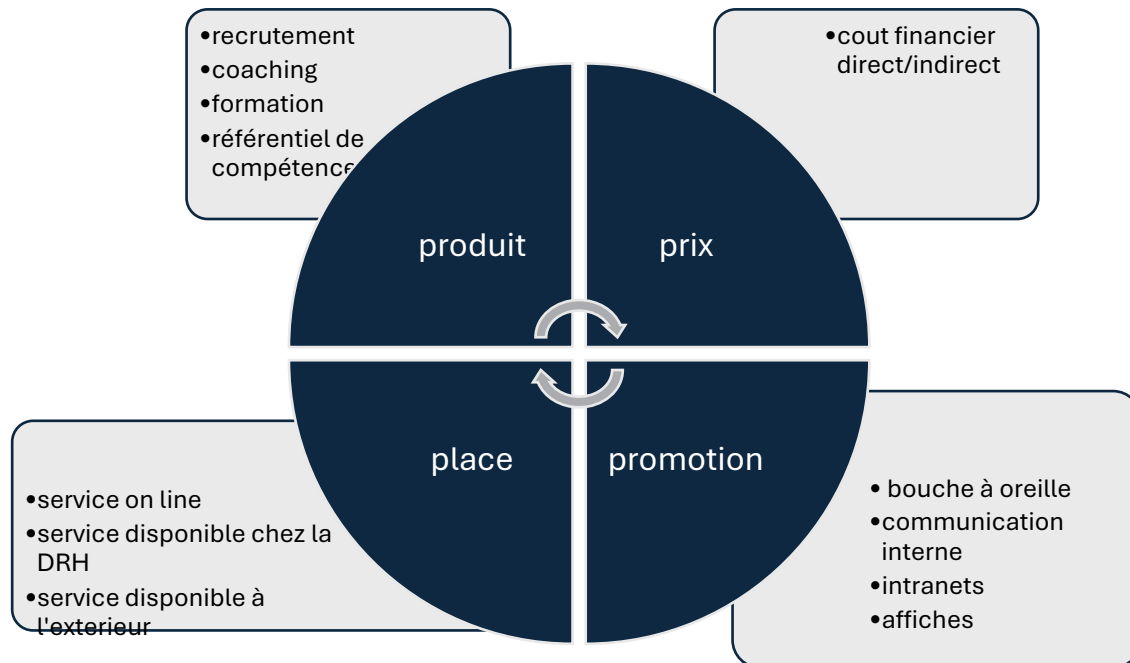 •recrutement
•coaching
•formation
•référentiel de
compétence
•cout financier
direct/indirect
produit
prix
place
promotion
•service on line
•service disponible chez la
DRH
•service disponible à
l'exterieur
• bouche à oreille
•communication
interne
•intranets
•affiches